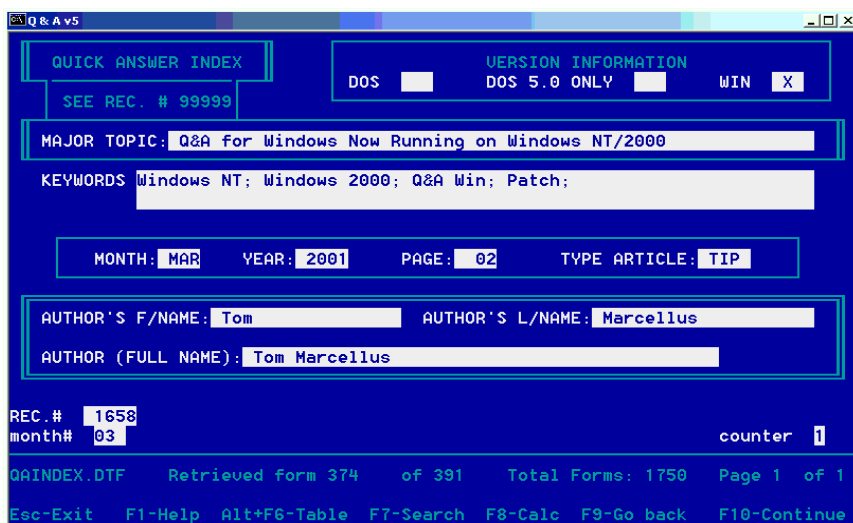 Q & A v5
QUICK ANSWER INDEX
SEE REC. # 99999
VERSION INFORMATION
DOS DOS 5.0 ONLY WIN X
MAJOR TOPIC: Q&A for Windows Now Running on Windows NT/2000
KEYWORDS Windows NT; Windows 2000; Q&A Win; Patch;
MONTH: MAR YEAR: 2001 PAGE: 02 TYPE ARTICLE: TIP
AUTHOR'S F/NAME: Tom AUTHOR'S L/NAME: Marcellus
AUTHOR (FULL NAME): Tom Marcellus
REC.# 1658
month# 03 counter 1
QAINDEX.DTF Retrieved form 374 of 391 Total Forms: 1750 Page 1 of 1
Esc-Exit F1-Help Alt+F6-Table F7-Search F8-Calc F9-Go back F10-Continue